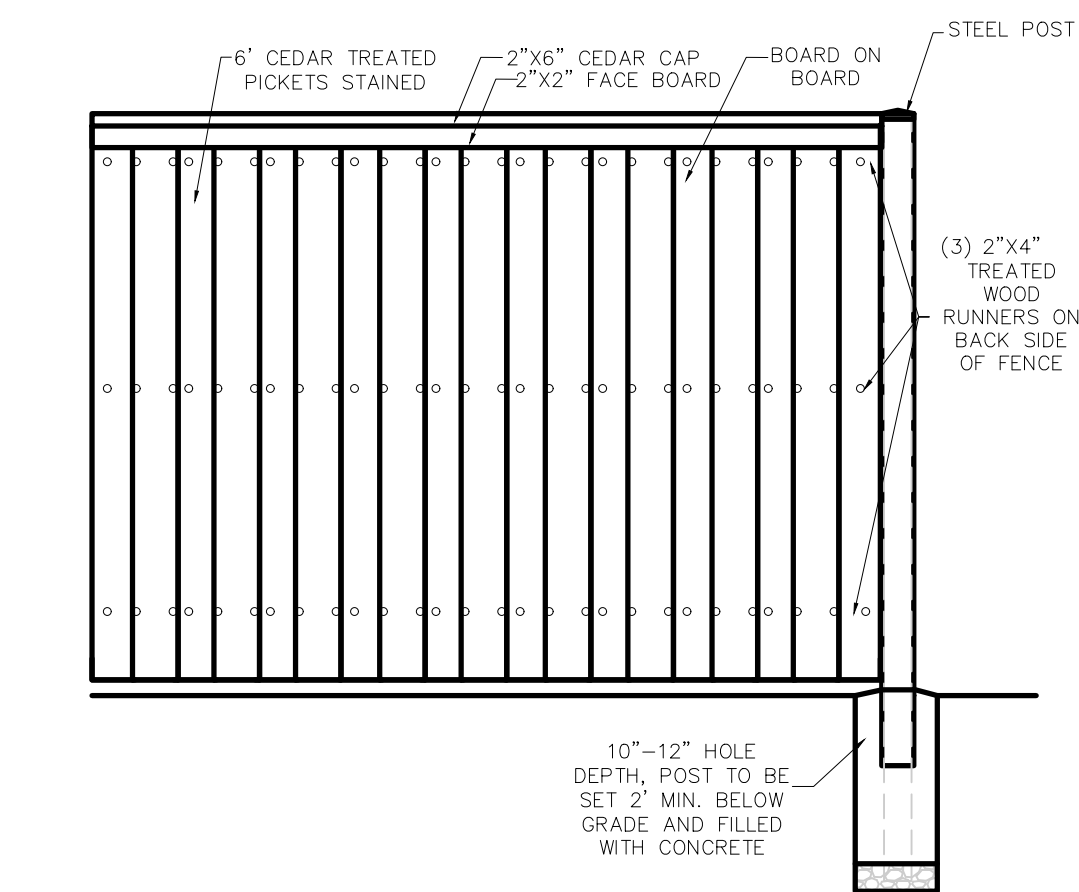 STEEL POST
6' CEDAR TREATED
PICKETS STAINED
2"X6" CEDAR CAP
2"X2" FACE BOARD
BOARD ON
BOARD
(3) 2"X4"
TREATED
WOOD
RUNNERS ON
BACK SIDE
OF FENCE
10"-12" HOLE
DEPTH, POST TO BE
SET 2' MIN. BELOW
GRADE AND FILLED
WITH CONCRETE